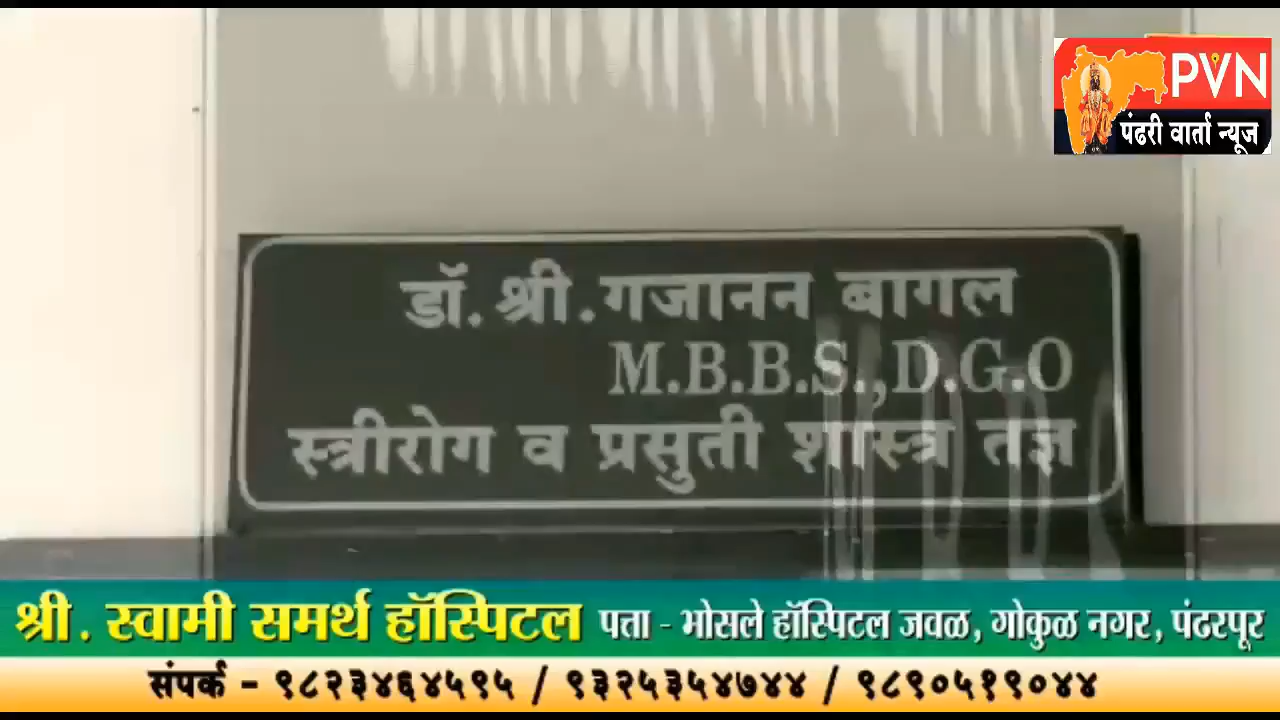 PVN
पंढरी वार्ता न्यूज
डॉ. श्री. गजानन बागल
M.B.B.S.,D.G.O
स्त्रीरोग व प्रसुती शास्त्र तज्ञ
श्री. स्वामी समर्थ हॉस्पिटल पत्ता - भोसले हॉस्पिटल जवळ, गोकुळ नगर, पंढरपूर
संपर्क - ९८२३४६४५९५ / ९३२५३५४७४४ / ९८९०५१९०४४